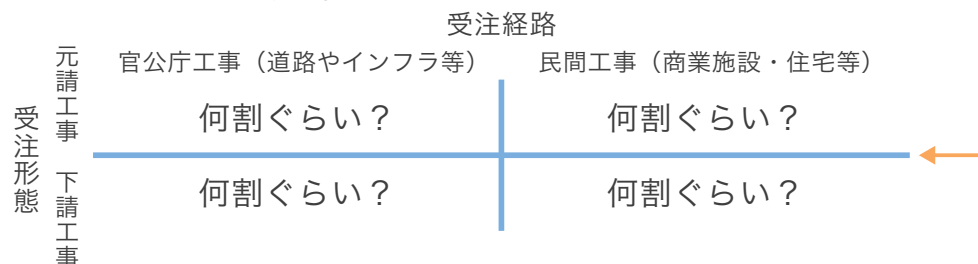 受注経路
官公庁工事（道路やインフラ等）
民間工事（商業施設・住宅等）
受注形態
元請工事
何割ぐらい？
何割ぐらい？
下請工事
何割ぐらい？
何割ぐらい？